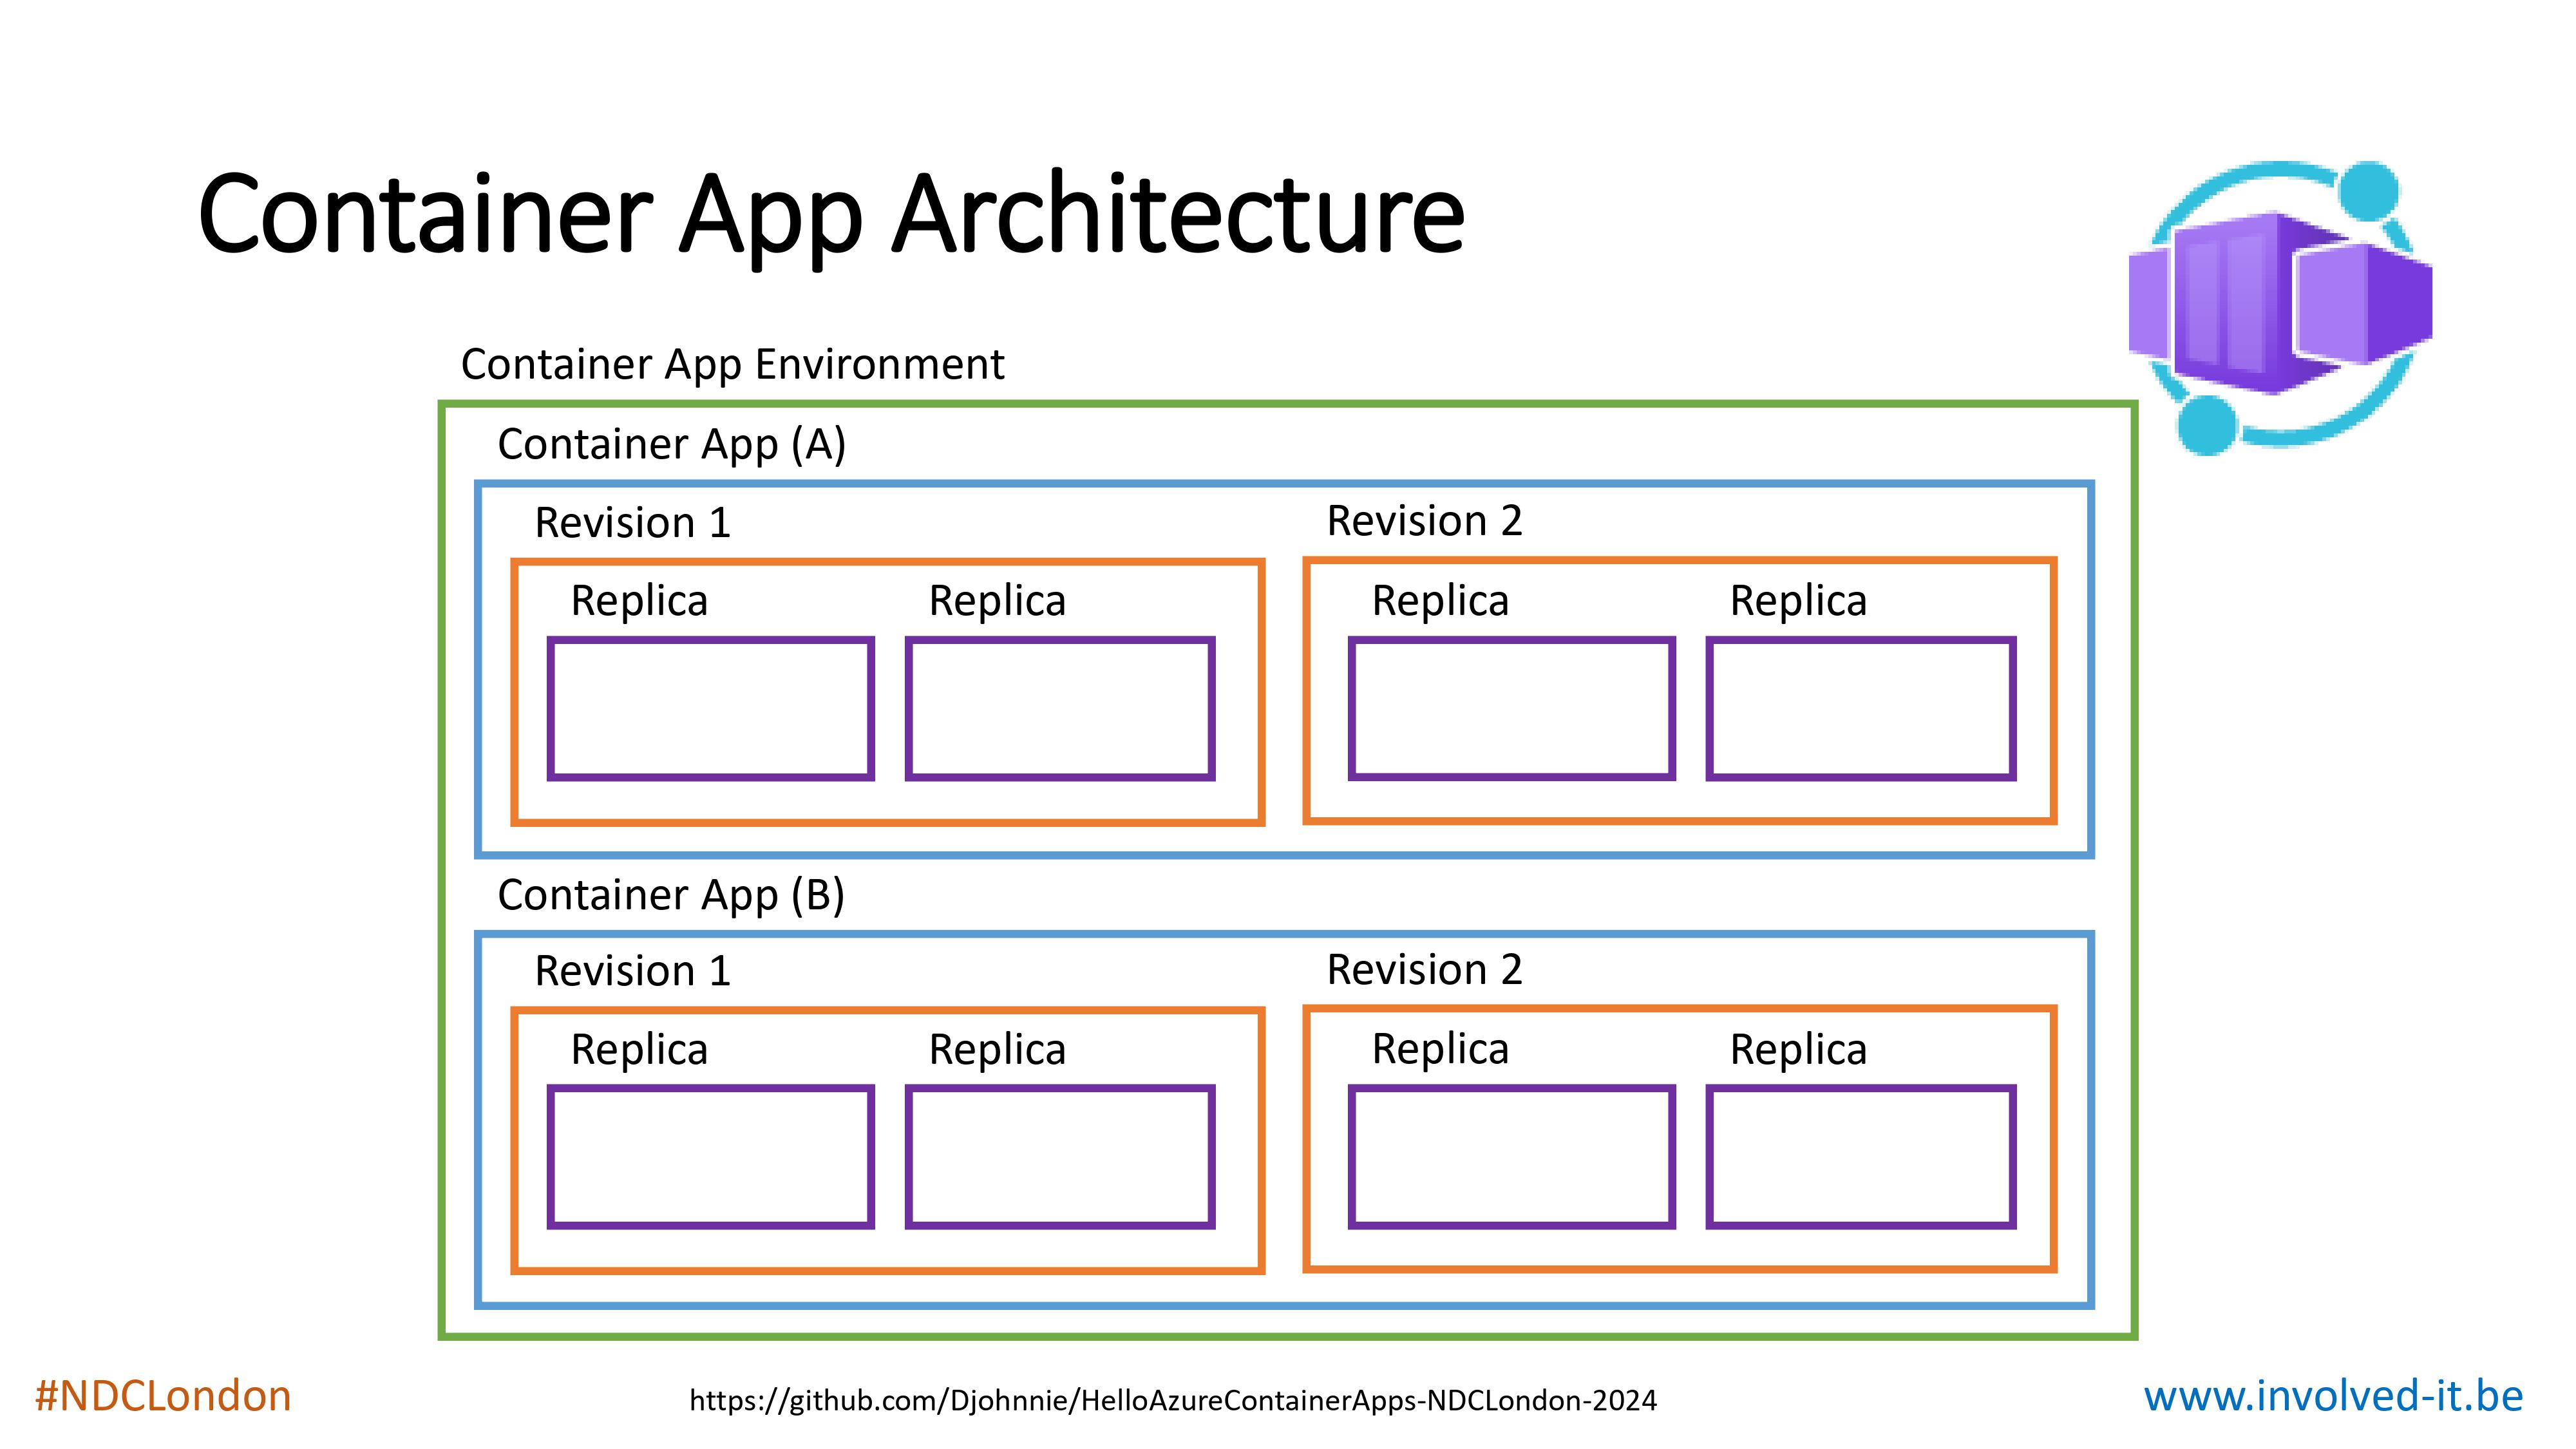 Container App Architecture
Container App Environment
Container App (A)
Revision 1
Replica
Replica
Revision 2
Replica
Replica
Container App (B)
Revision 1
Replica
Replica
Revision 2
Replica
Replica
#NDCLondon
https://github.com/Djohnnie/HelloAzureContainerApps-NDCLondon-2024
www.involved-it.be